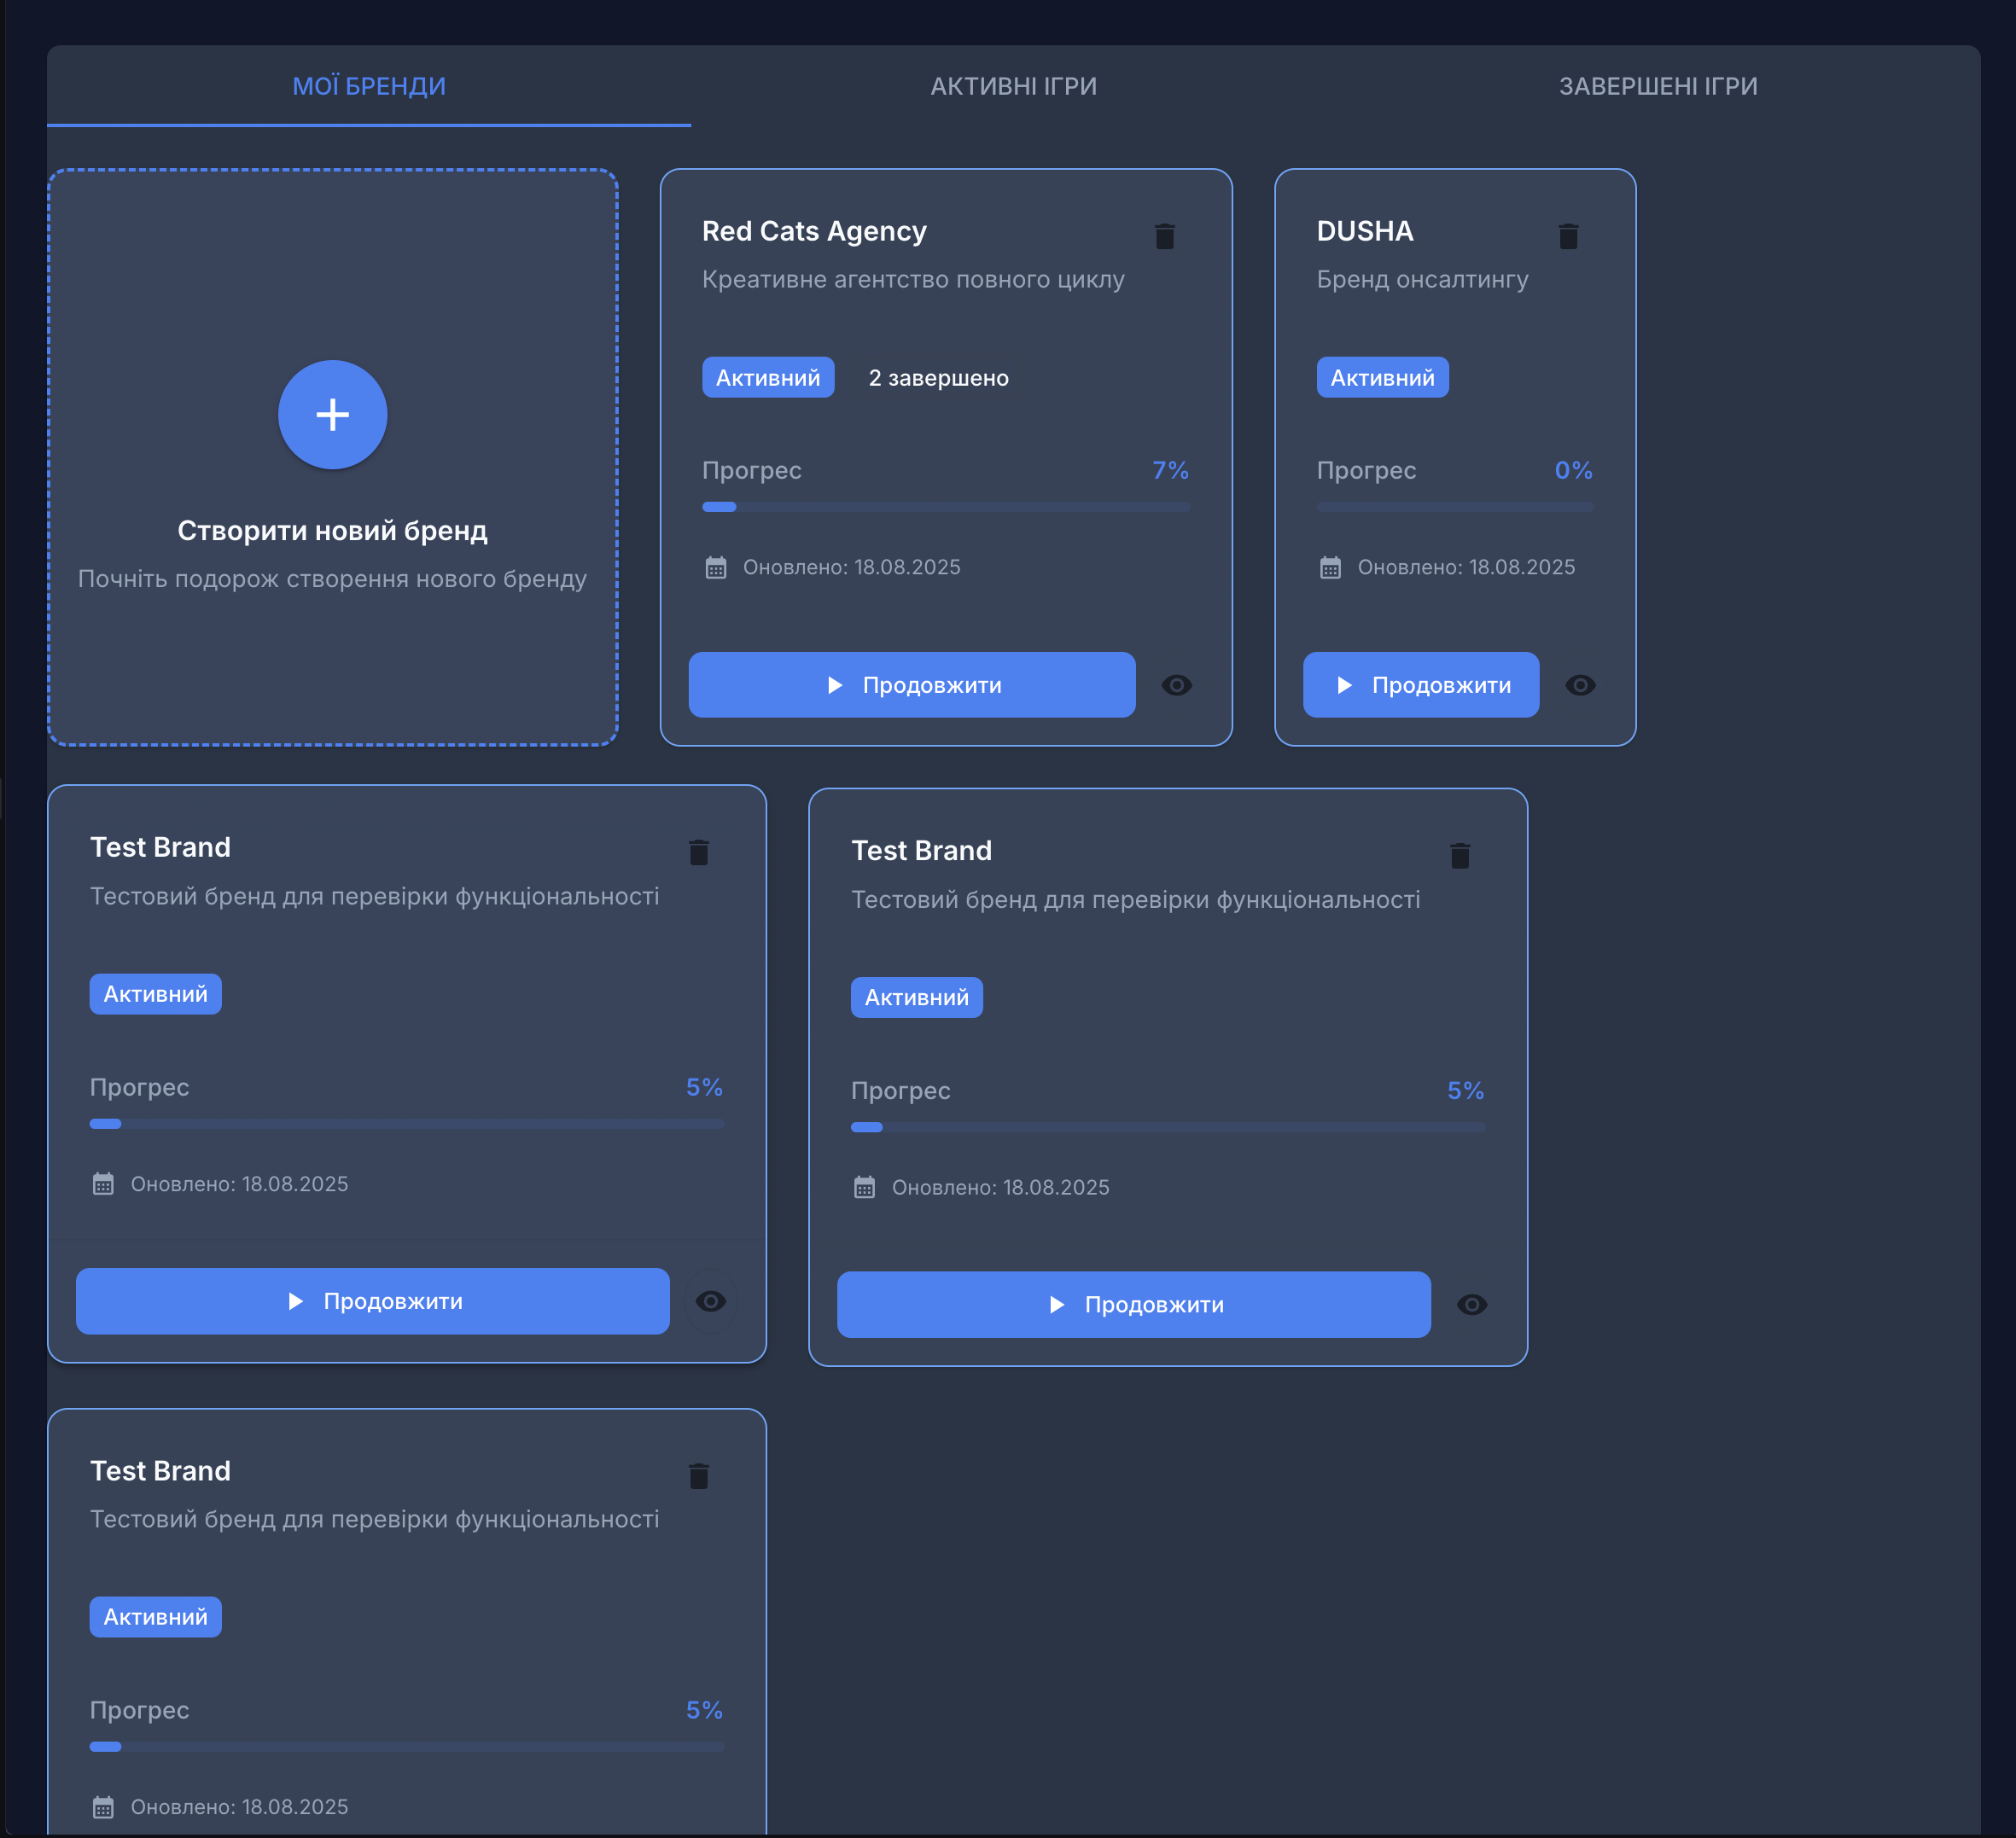 МОЇ БРЕНДИ
АКТИВНІ ІГРИ
ЗАВЕРШЕНІ ІГРИ
Створити новий бренд
Почніть подорож створення нового бренду
Red Cats Agency
Креативне агентство повного циклу
Активний
2 завершено
Прогрес
7%
Оновлено: 18.08.2025
Продовжити
DUSHA
Бренд онсалтингу
Активний
Прогрес
0%
Оновлено: 18.08.2025
Продовжити
Test Brand
Тестовий бренд для перевірки функціональності
Активний
Прогрес
5%
Оновлено: 18.08.2025
Продовжити
Test Brand
Тестовий бренд для перевірки функціональності
Активний
Прогрес
5%
Оновлено: 18.08.2025
Продовжити
Test Brand
Тестовий бренд для перевірки функціональності
Активний
Прогрес
5%
Оновлено: 18.08.2025